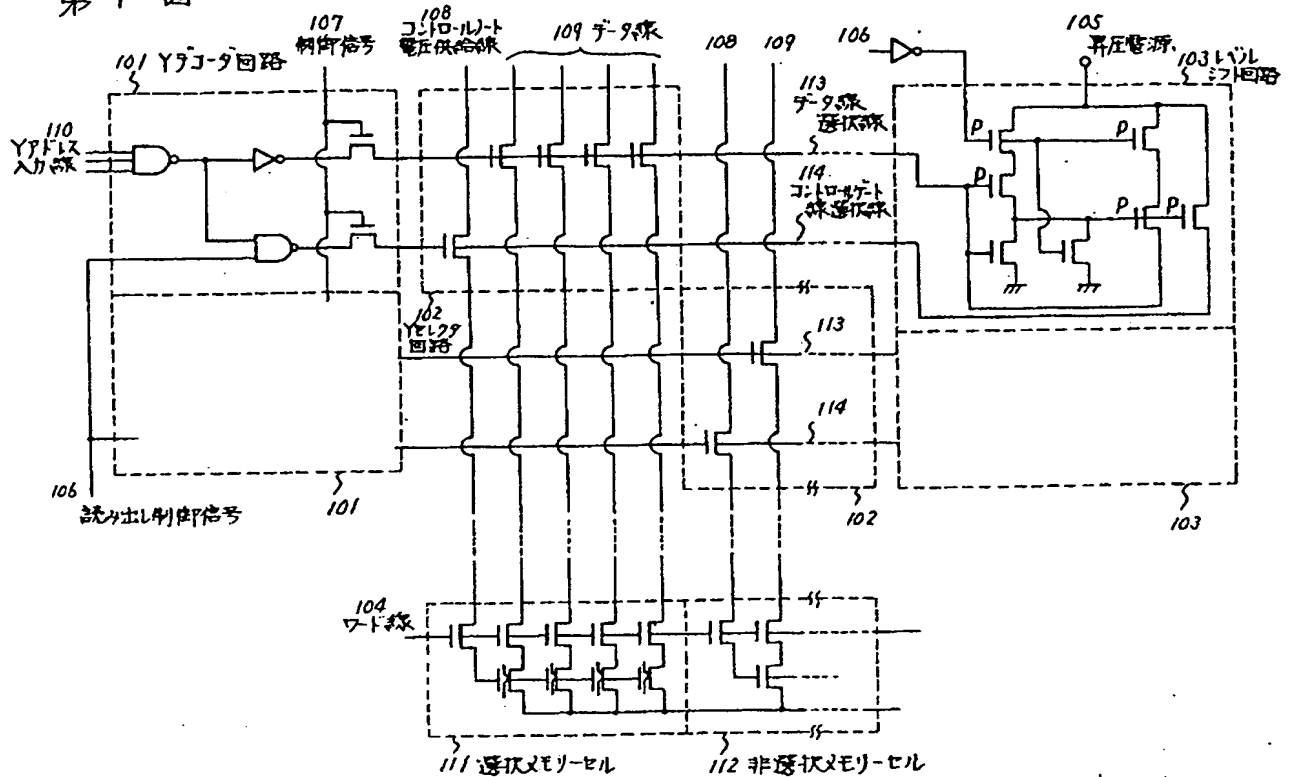 第1図
107
制御信号
108
コントロールノート
電圧供給線
109 データ線
108
109
106
105
昇圧電源
101 Yデコーダ回路
103 レベル
シフト回路
110
Yアドレス
入力線
113
データ線
選択線
114
コントロールゲート
線選択線
P
P
P
P
P
102
Yセレクタ
回路
113
114
106
読み出し制御信号
101
102
103
104
ワード線
111 選択メモリーセル
112 非選択メモリーセル